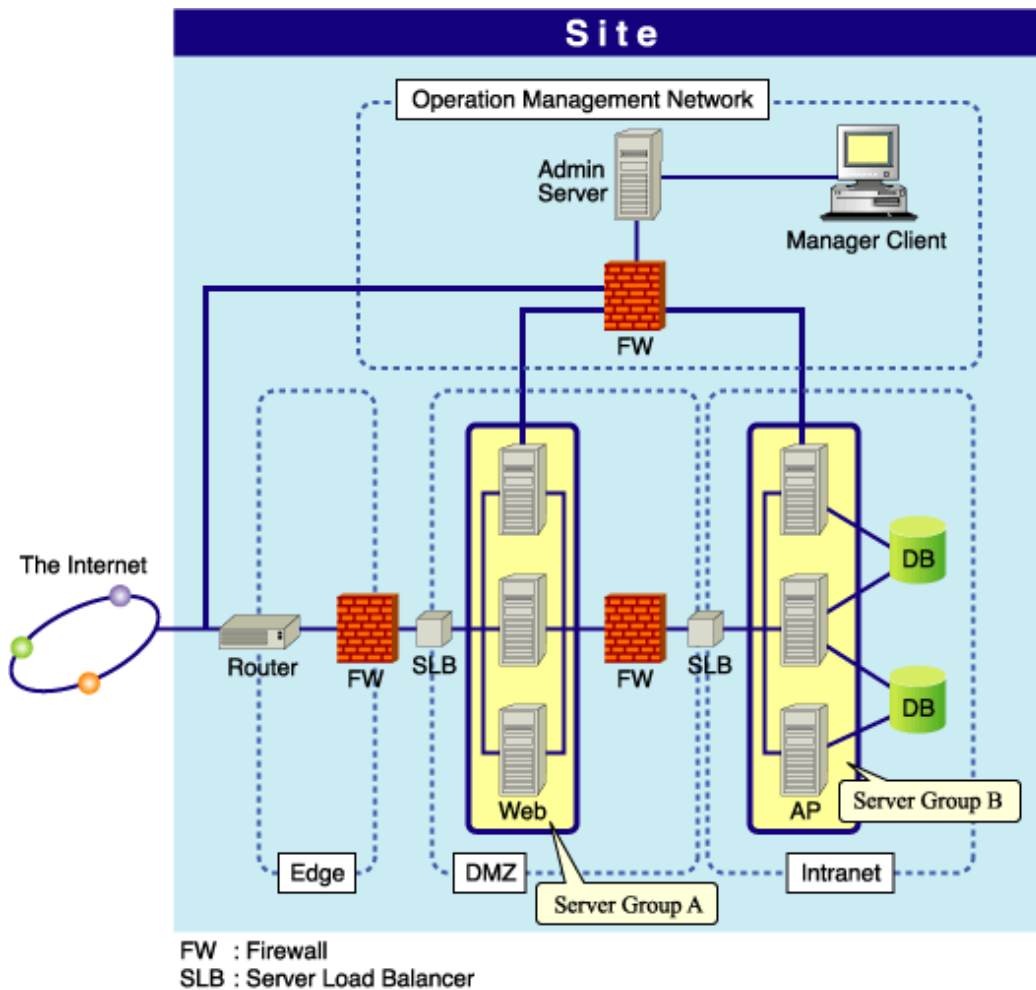 Site
Operation Management Network
Admin
Server
Manager Client
FW
The Internet
Router
FW
SLB
FW
SLB
DB
DB
Web
AP
Server Group B
Edge
DMZ
Intranet
Server Group A
FW : Firewall
SLB : Server Load Balancer